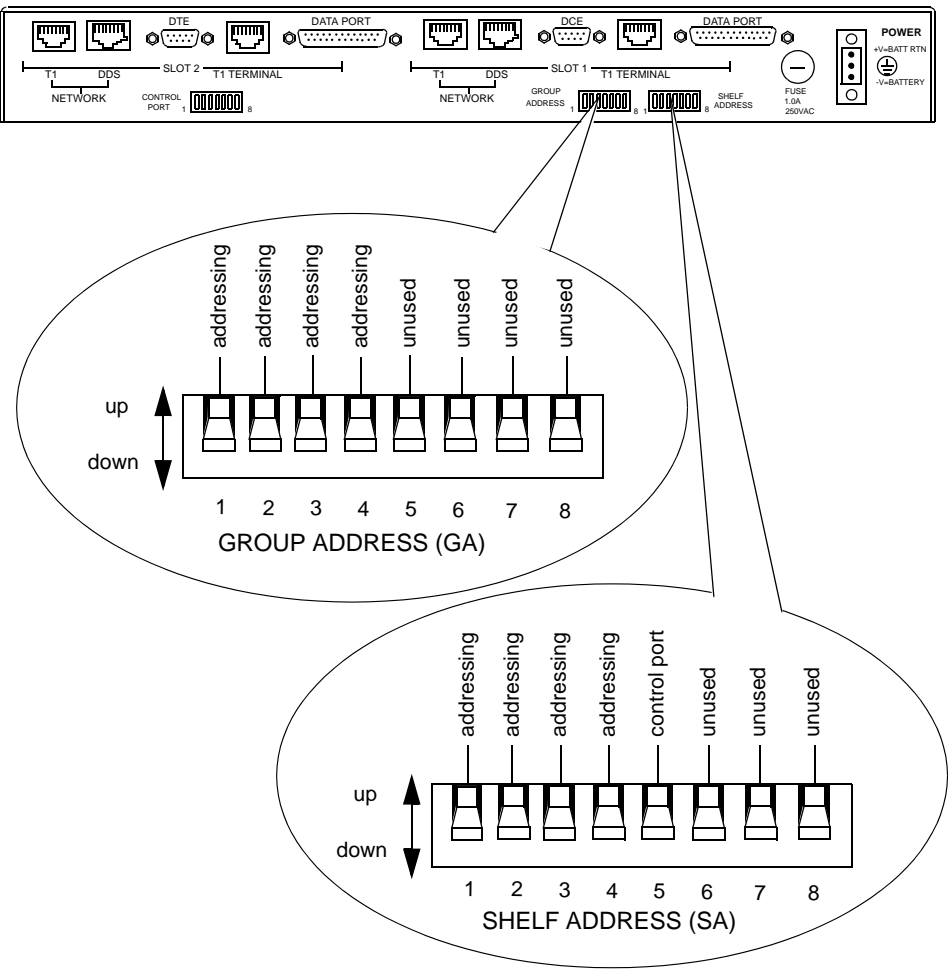 DTE DATA PORT DCE DATA PORT POWER
+V=BATT RTN
-V=BATTERY
SLOT 2 SLOT 1
T1 DDS T1 TERMINAL T1 DDS T1 TERMINAL
NETWORK NETWORK
CONTROL PORT 1 8
GROUP ADDRESS 1 8
1 8 SHELF ADDRESS
FUSE
1.0A
250VAC
addressing addressing addressing addressing unused unused unused unused
up
down
1 2 3 4 5 6 7 8
GROUP ADDRESS (GA)
addressing addressing addressing addressing control port unused unused unused
up
down
1 2 3 4 5 6 7 8
SHELF ADDRESS (SA)